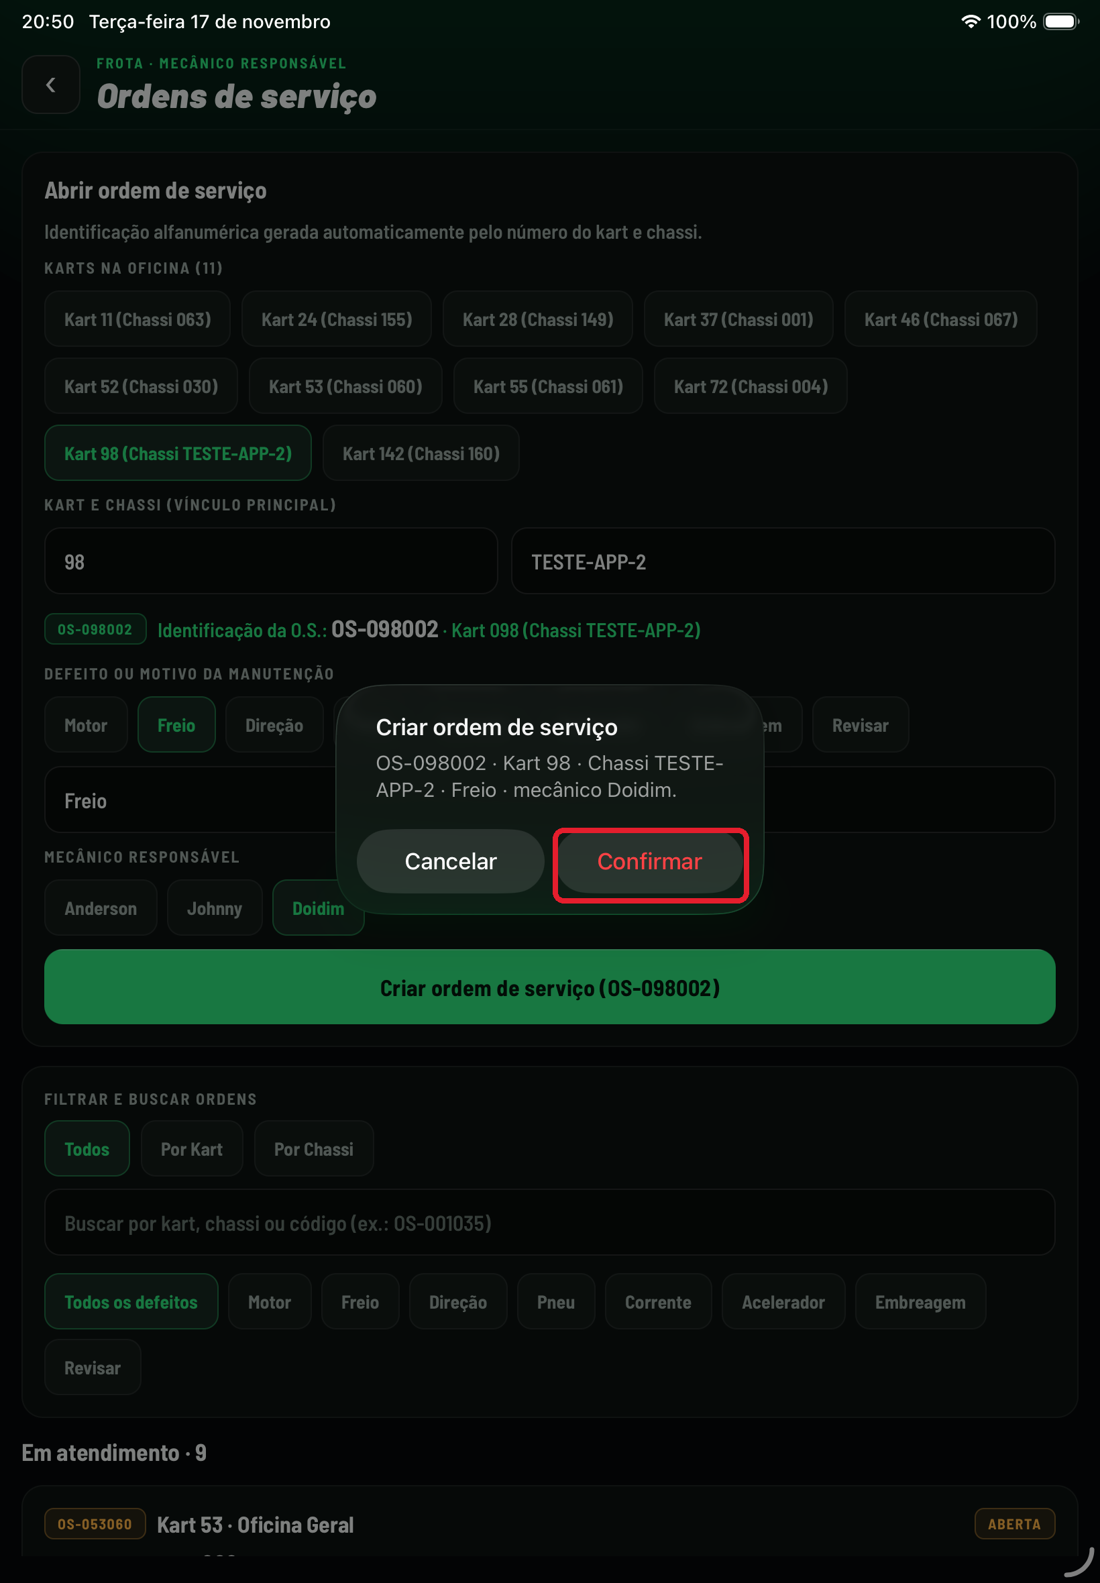 20:50 Terça-feira 17 de novembro
100%
FROTA · MECÂNICO RESPONSÁVEL
Ordens de serviço
Abrir ordem de serviço
Identificação alfanumérica gerada automaticamente pelo número do kart e chassi.
KARTS NA OFICINA (11)
Kart 11 (Chassi 063) Kart 24 (Chassi 155) Kart 28 (Chassi 149) Kart 37 (Chassi 001) Kart 46 (Chassi 067)
Kart 52 (Chassi 030) Kart 53 (Chassi 060) Kart 55 (Chassi 061) Kart 72 (Chassi 004)
Kart 98 (Chassi TESTE-APP-2) Kart 142 (Chassi 160)
KART E CHASSI (VÍNCULO PRINCIPAL)
98 TESTE-APP-2
OS-098002 Identificação da O.S.: OS-098002 · Kart 098 (Chassi TESTE-APP-2)
DEFEITO OU MOTIVO DA MANUTENÇÃO
Motor Freio Direção em Revisar
Freio
Criar ordem de serviço
OS-098002 · Kart 98 · Chassi TESTE-
APP-2 · Freio · mecânico Doidim.
Cancelar Confirmar
MECÂNICO RESPONSÁVEL
Anderson Johnny Doidim
Criar ordem de serviço (OS-098002)
FILTRAR E BUSCAR ORDENS
Todos Por Kart Por Chassi
Buscar por kart, chassi ou código (ex.: OS-001035)
Todos os defeitos Motor Freio Direção Pneu Corrente Acelerador Embreagem
Revisar
Em atendimento · 9
OS-053060 Kart 53 · Oficina Geral ABERTA